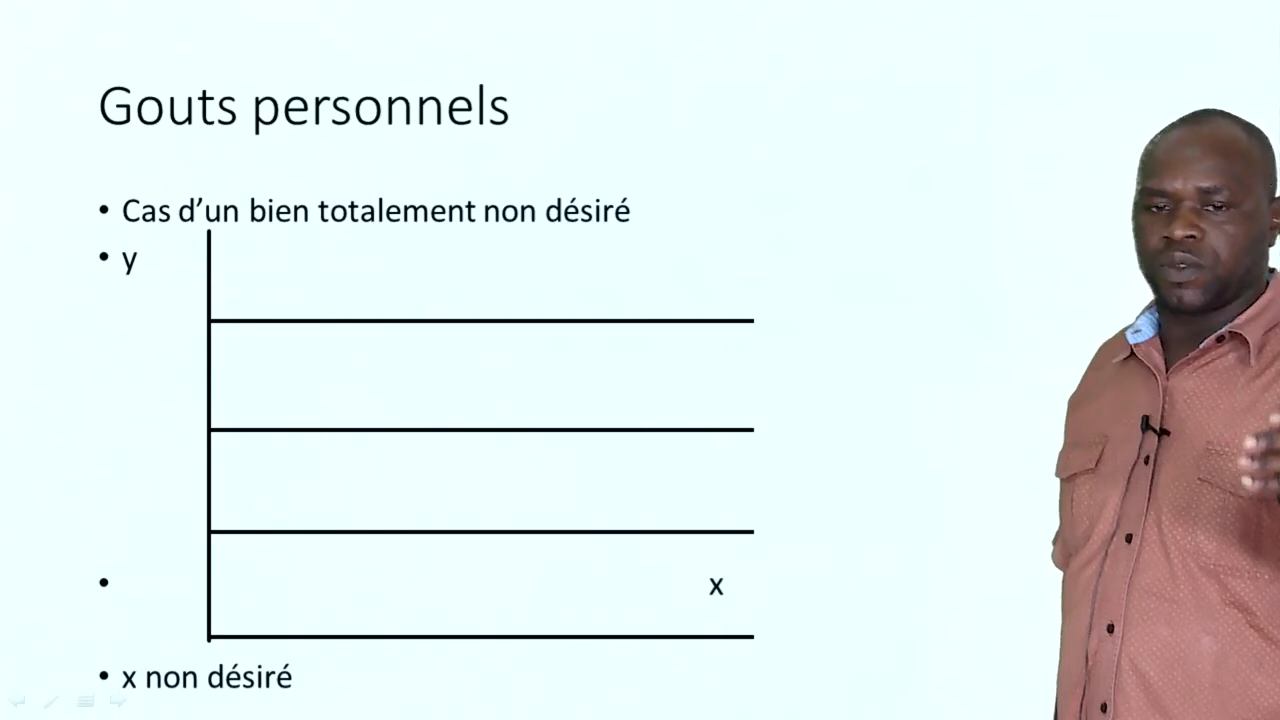 Gouts personnels
• Cas d’un bien totalement non désiré
• y
• x
• x non désiré